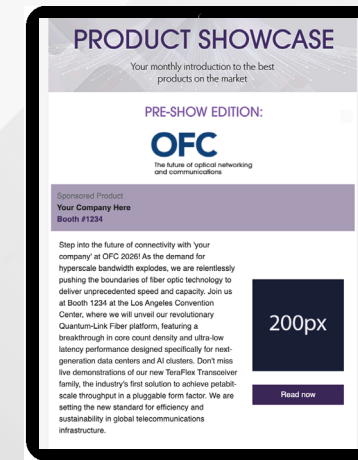 PRODUCT SHOWCASE
Your monthly introduction to the best
products on the market
PRE-SHOW EDITION:
OFC
The future of optical networking
and communications
Sponsored Product
Your Company Here
Booth #1234
Step into the future of connectivity with 'your
company' at OFC 2026! As the demand for
hyperscale bandwidth explodes, we are relentlessly
pushing the boundaries of fiber optic technology to
deliver unprecedented speed and capacity. Join us
at Booth 1234 at the Los Angeles Convention
Center, where we will unveil our revolutionary
Quantum-Link Fiber platform, featuring a
breakthrough in core count density and ultra-low
latency performance designed specifically for next-
generation data centers and AI clusters. Don't miss
live demonstrations of our new TeraFlex Transceiver
family, the industry's first solution to achieve petabit-
scale throughput in a pluggable form factor. We are
setting the new standard for efficiency and
sustainability in global telecommunications
infrastructure.
200px
Read now